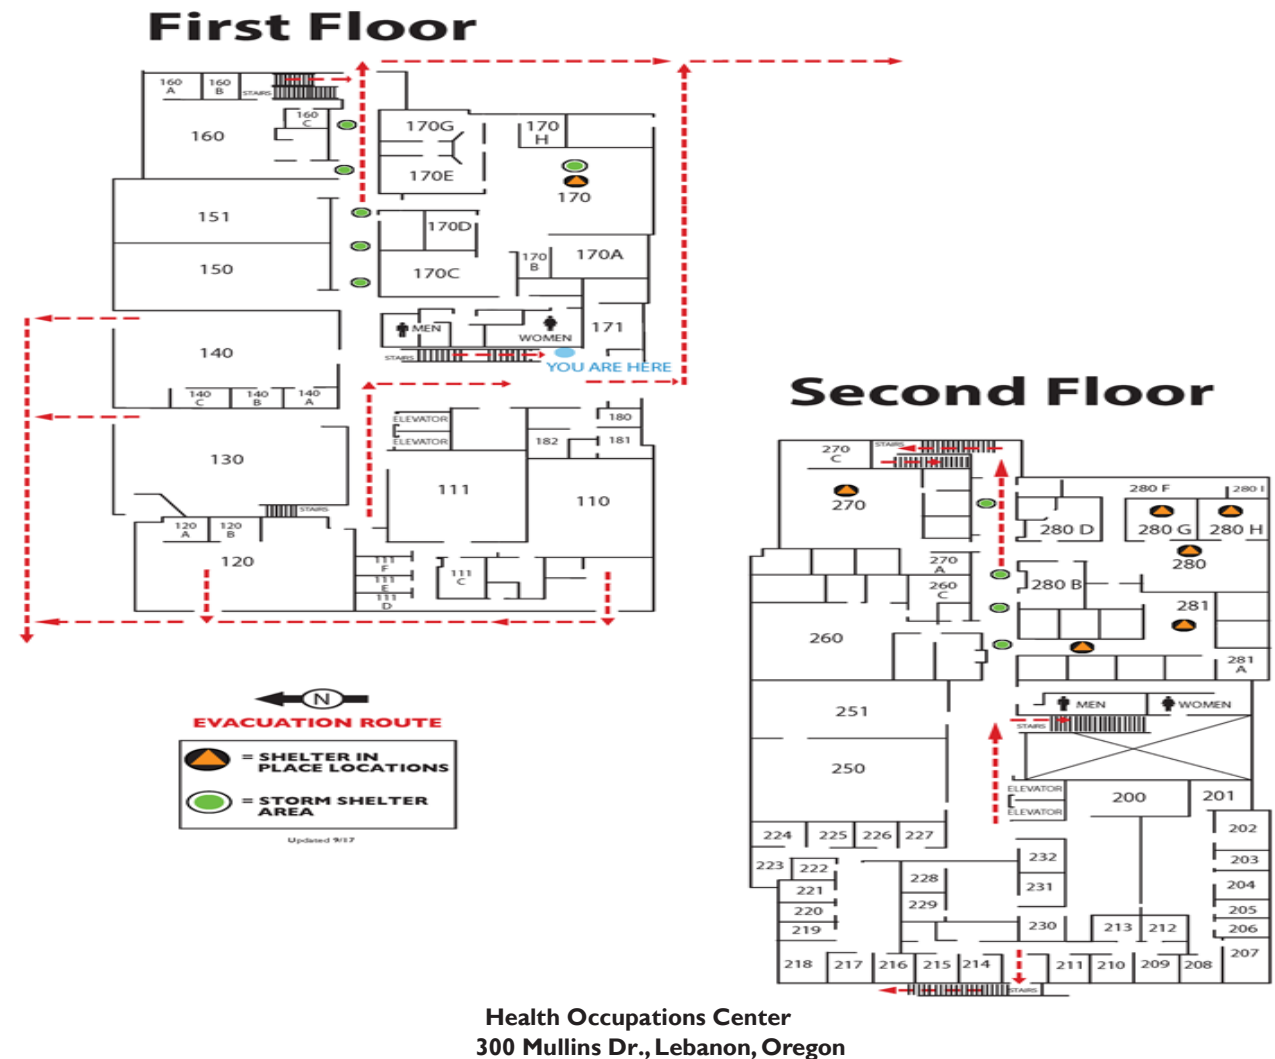 First Floor
160
A
160
B
STAIRS
160
C
160
170G
170
H
170E
170
151
170D
150
170C
170
B
170A
MEN
WOMEN
171
STAIRS
YOU ARE HERE
140
140
C
140
B
140
A
ELEVATOR
ELEVATOR
180
182
181
130
111
110
STAIRS
120
A
120
B
120
111
F
111
E
111
D
111
C
N
EVACUATION ROUTE
= SHELTER IN
PLACE LOCATIONS
= STORM SHELTER
AREA
Updated 9/17
Second Floor
270
C
STAIRS
270
280 F
280 I
280 D
280 G
280 H
280
270
A
260
C
280 B
281
260
281
A
251
MEN
WOMEN
STAIRS
250
ELEVATOR
ELEVATOR
200
201
224
225
226
227
202
223
222
232
203
221
228
231
204
220
229
205
219
230
213
212
206
218
217
216
215
214
211
210
209
208
207
STAIRS
Health Occupations Center
300 Mullins Dr., Lebanon, Oregon